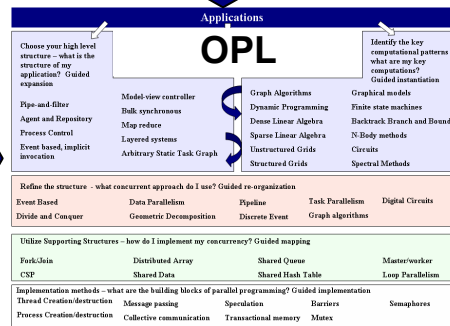 Applications
OPL
Choose your high level
structure – what is the
structure of my
application? Guided
expansion
Pipe-and-filter
Agent and Repository
Process Control
Event based, implicit
invocation
Model-view controller
Bulk synchronous
Map reduce
Layered systems
Arbitrary Static Task Graph
Identify the key
computational patterns
what are my key
computations?
Guided instantiation
Graph Algorithms
Dynamic Programming
Dense Linear Algebra
Sparse Linear Algebra
Unstructured Grids
Structured Grids
Graphical models
Finite state machines
Backtrack Branch and Bound
N-Body methods
Circuits
Spectral Methods
Refine the structure - what concurrent approach do I use? Guided re-organization
Event Based Data Parallelism Pipeline Task Parallelism Digital Circuits
Divide and Conquer Geometric Decomposition Discrete Event Graph algorithms
Utilize Supporting Structures – how do I implement my concurrency? Guided mapping
Fork/Join Distributed Array Shared Queue Master/worker
CSP Shared Data Shared Hash Table Loop Parallelism
Implementation methods – what are the building blocks of parallel programming? Guided implementation
Thread Creation/destruction Message passing Speculation Barriers Semaphores
Process Creation/destruction Collective communication Transactional memory Mutex